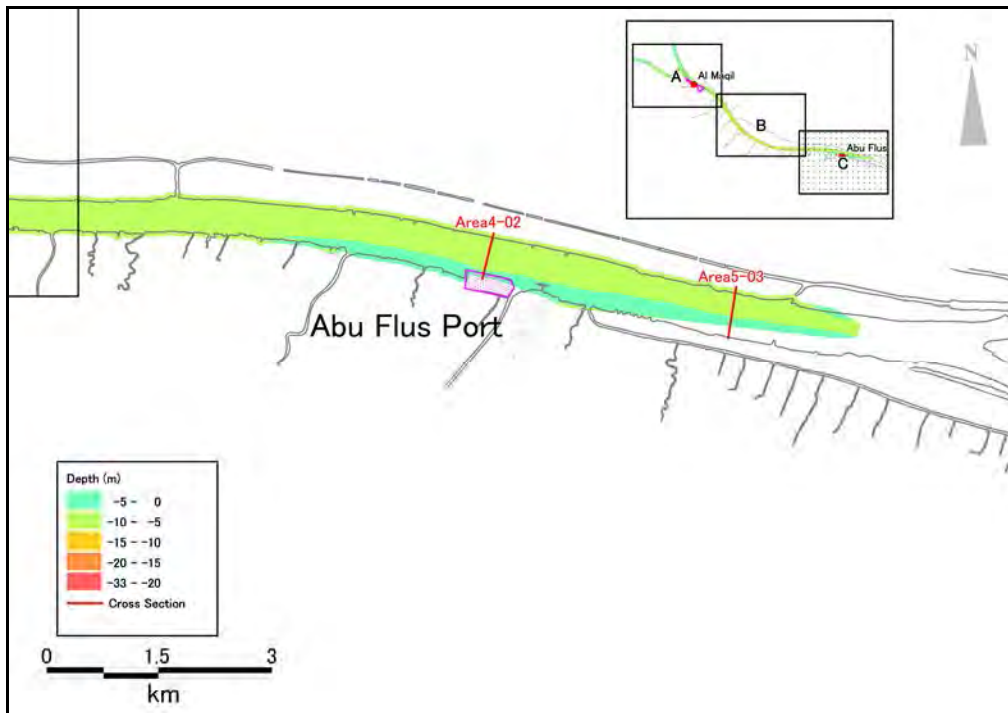 N
A
Al Maqil
B
Abu Flus
C
Area4-02
Area5-03
Abu Flus Port
Depth (m)
-5 - 0
-10 - -5
-15 - -10
-20 - -15
-33 - -20
Cross Section
0 1.5 3
km